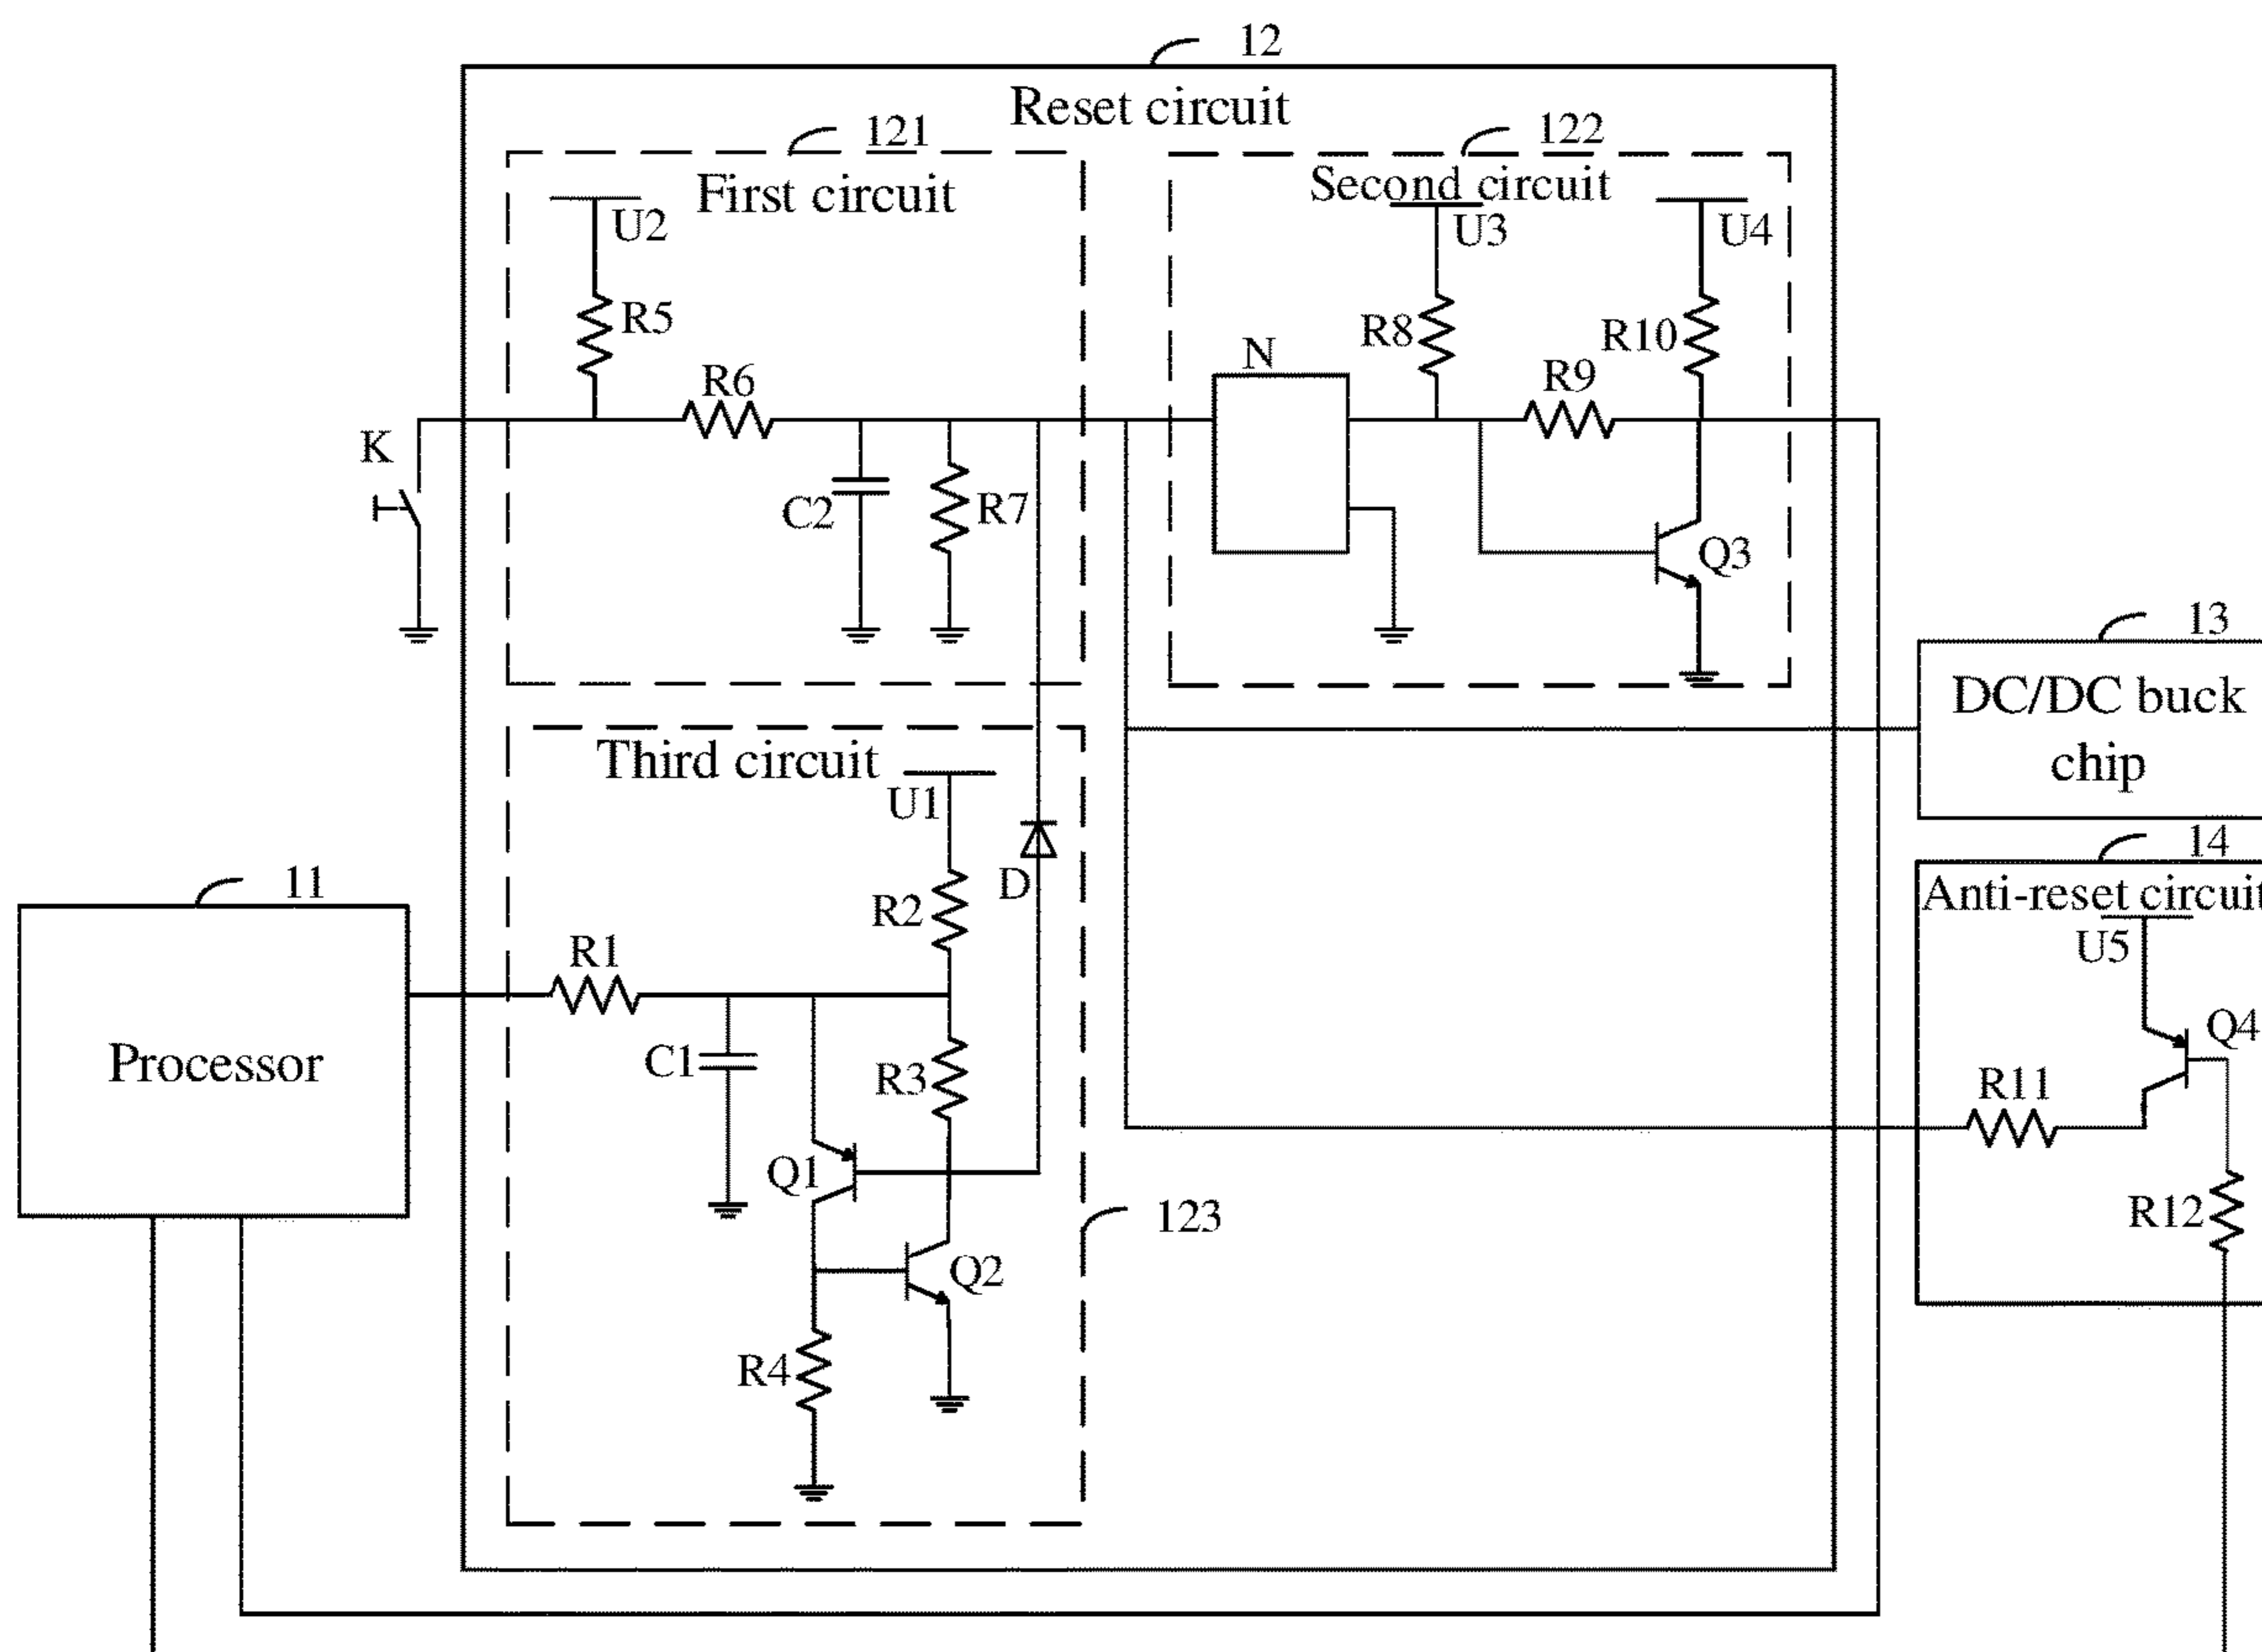 12
Reset circuit
121
122
First circuit
Second circuit
U2
U3
U4
R5
R8
R10
N
R6
R9
K
C2
R7
Q3
13
DC/DC buck
chip
Third circuit
U1
D
R2
14
Anti-reset circuit
U5
11
R1
Processor
C1
R3
Q4
R11
Q1
123
R12
Q2
R4